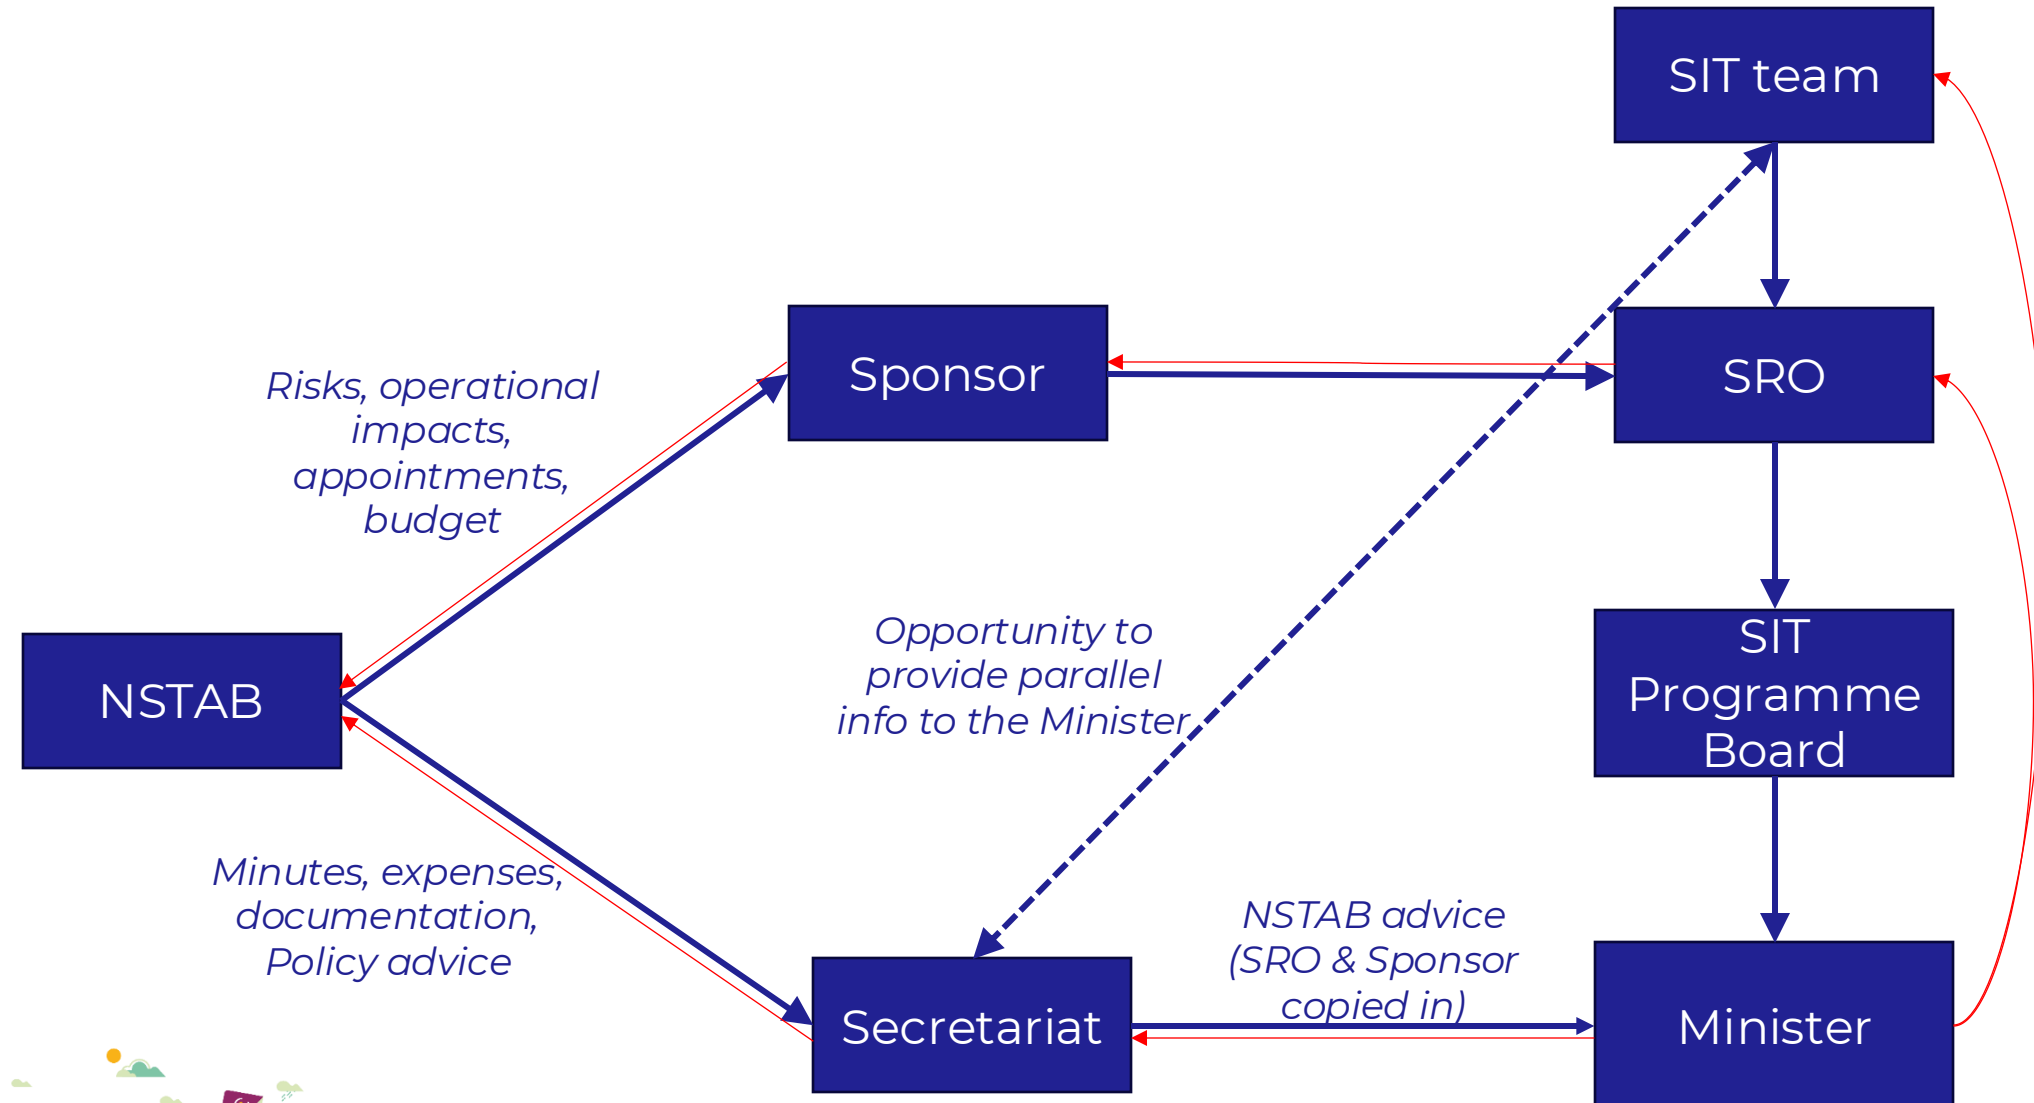 SIT team
Sponsor
SRO
Risks, operational
impacts,
appointments,
budget
Opportunity to
provide parallel
info to the Minister
NSTAB
SIT
Programme
Board
Minutes, expenses,
documentation,
Policy advice
NSTAB advice
(SRO & Sponsor
copied in)
Secretariat
Minister